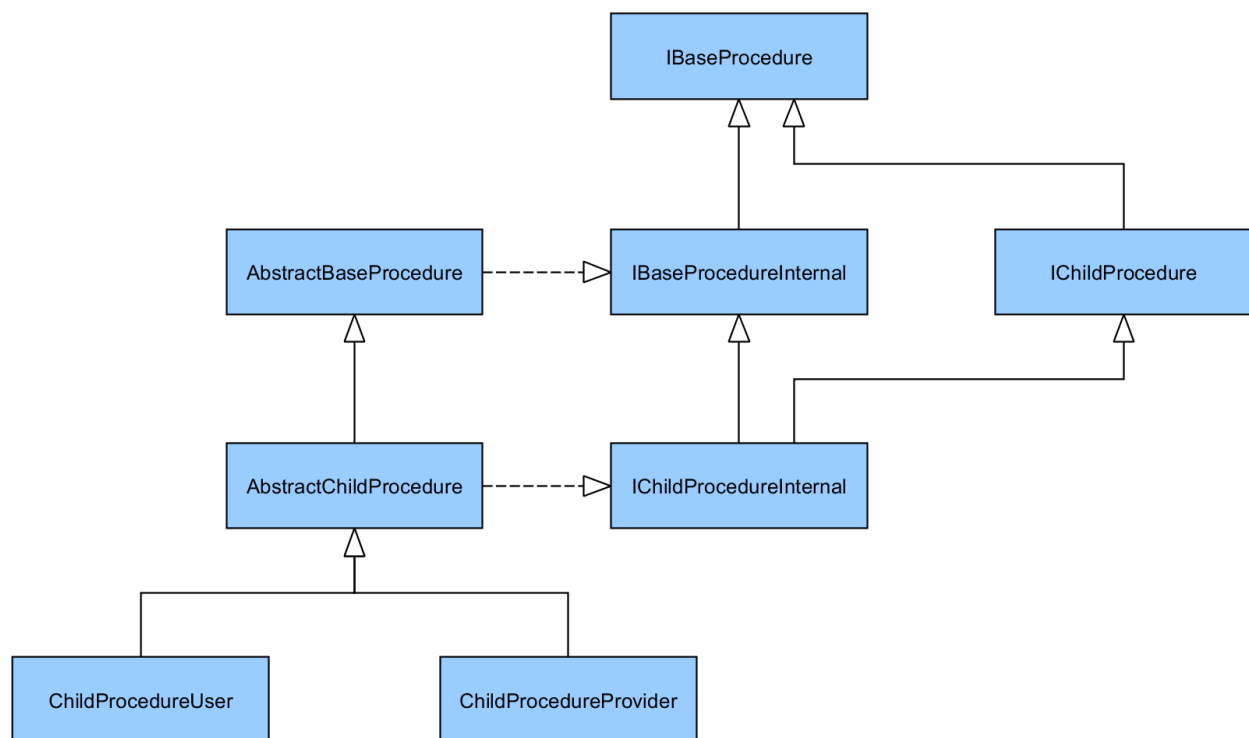 IBaseProcedure
AbstractBaseProcedure
IBaseProcedureInternal
IChildProcedure
AbstractChildProcedure
IChildProcedureInternal
ChildProcedureUser
ChildProcedureProvider